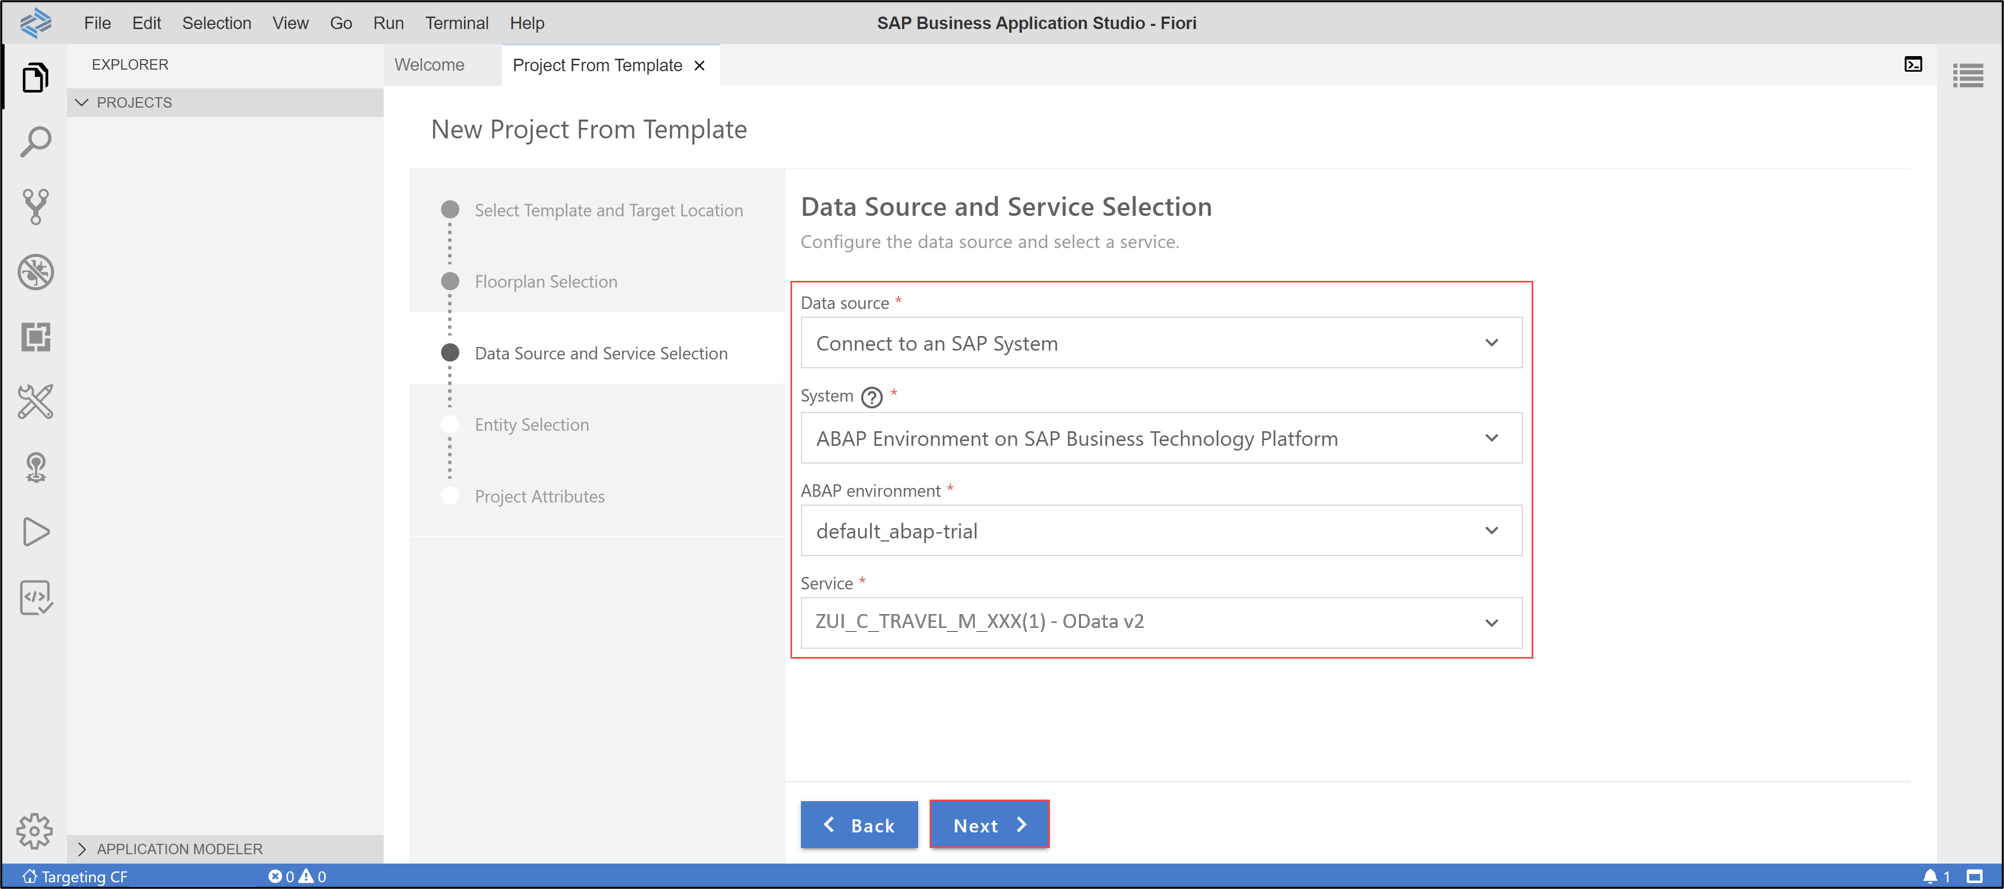 File Edit Selection View Go Run Terminal Help
SAP Business Application Studio - Fiori
EXPLORER
PROJECTS
Welcome
Project From Template
New Project From Template
Select Template and Target Location
Floorplan Selection
Data Source and Service Selection
Entity Selection
Project Attributes
Data Source and Service Selection
Configure the data source and select a service.
Data source *
Connect to an SAP System
System ? *
ABAP Environment on SAP Business Technology Platform
ABAP environment *
default_abap-trial
Service *
ZUI_C_TRAVEL_M_XXX(1) - OData v2
Back
Next
APPLICATION MODELER
Targeting CF
0 0
1